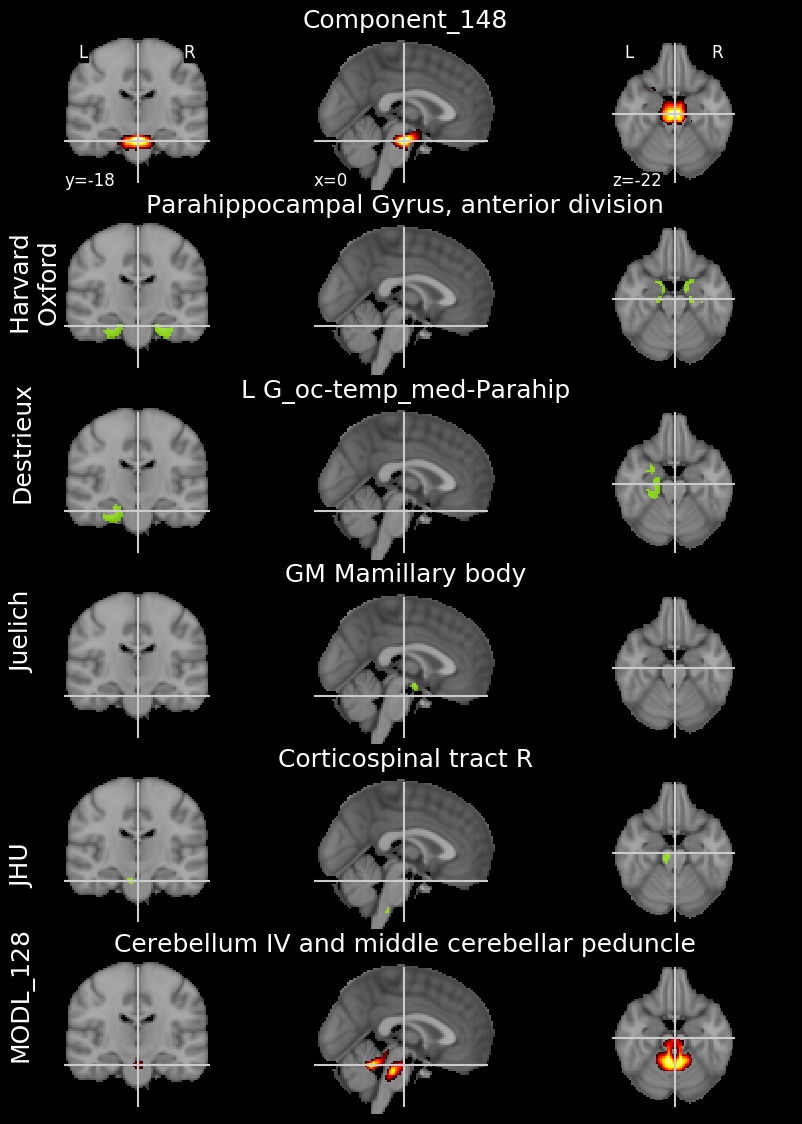 Component_148
L R L R
y=-18 x=0 z=-22
Parahippocampal Gyrus, anterior division
Harvard
Oxford
L G_oc-temp_med-Parahip
Destrieux
GM Mamillary body
Juelich
Corticospinal tract R
JHU
Cerebellum IV and middle cerebellar peduncle
MODL_128